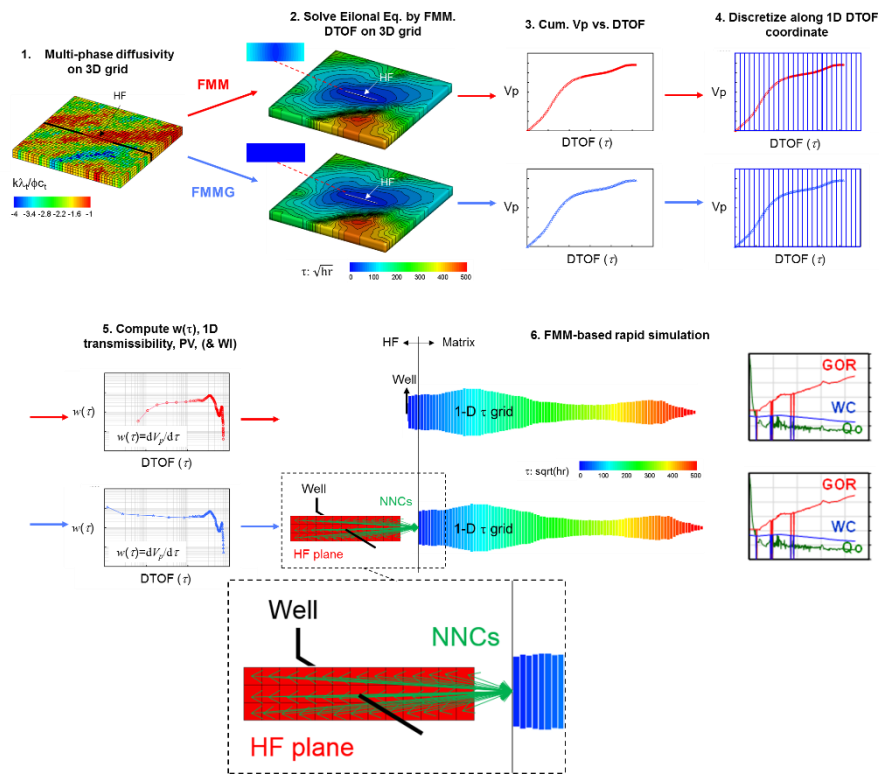 1. Multi-phase diffusivity
on 3D grid
HF
kλt/ϕct
-4 -3.4 -2.8 -2.2 -1.6 -1
FMM
FMMG
2. Solve Eilonal Eq. by FMM.
DTOF on 3D grid
HF
HF
τ: √hr
0 100 200 300 400 500
3. Cum. Vp vs. DTOF
Vp
DTOF (τ)
Vp
DTOF (τ)
4. Discretize along 1D DTOF
coordinate
Vp
DTOF (τ)
Vp
DTOF (τ)
5. Compute w(τ), 1D
transmissibility, PV, (& WI)
w(τ)
w(τ)=dVp/dτ
DTOF (τ)
w(τ)
w(τ)=dVp/dτ
DTOF (τ)
6. FMM-based rapid simulation
HF
Matrix
Well
1-D τ grid
τ: sqrt(hr)
0 100 200 300 400 500
Well
NNCs
HF plane
1-D τ grid
GOR
WC
Qo
GOR
WC
Qo
Well
NNCs
HF plane